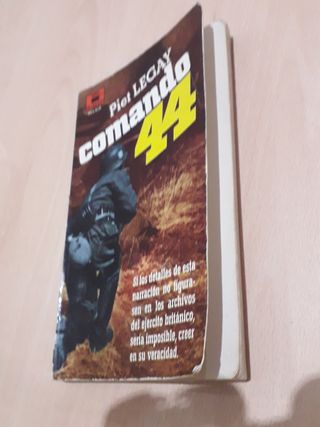 Piet LEGAY
comando
44
Si los detalles de esta
narración no figura-
sen en los archivos
del ejercito británico,
sería imposible, creer
en su veracidad.